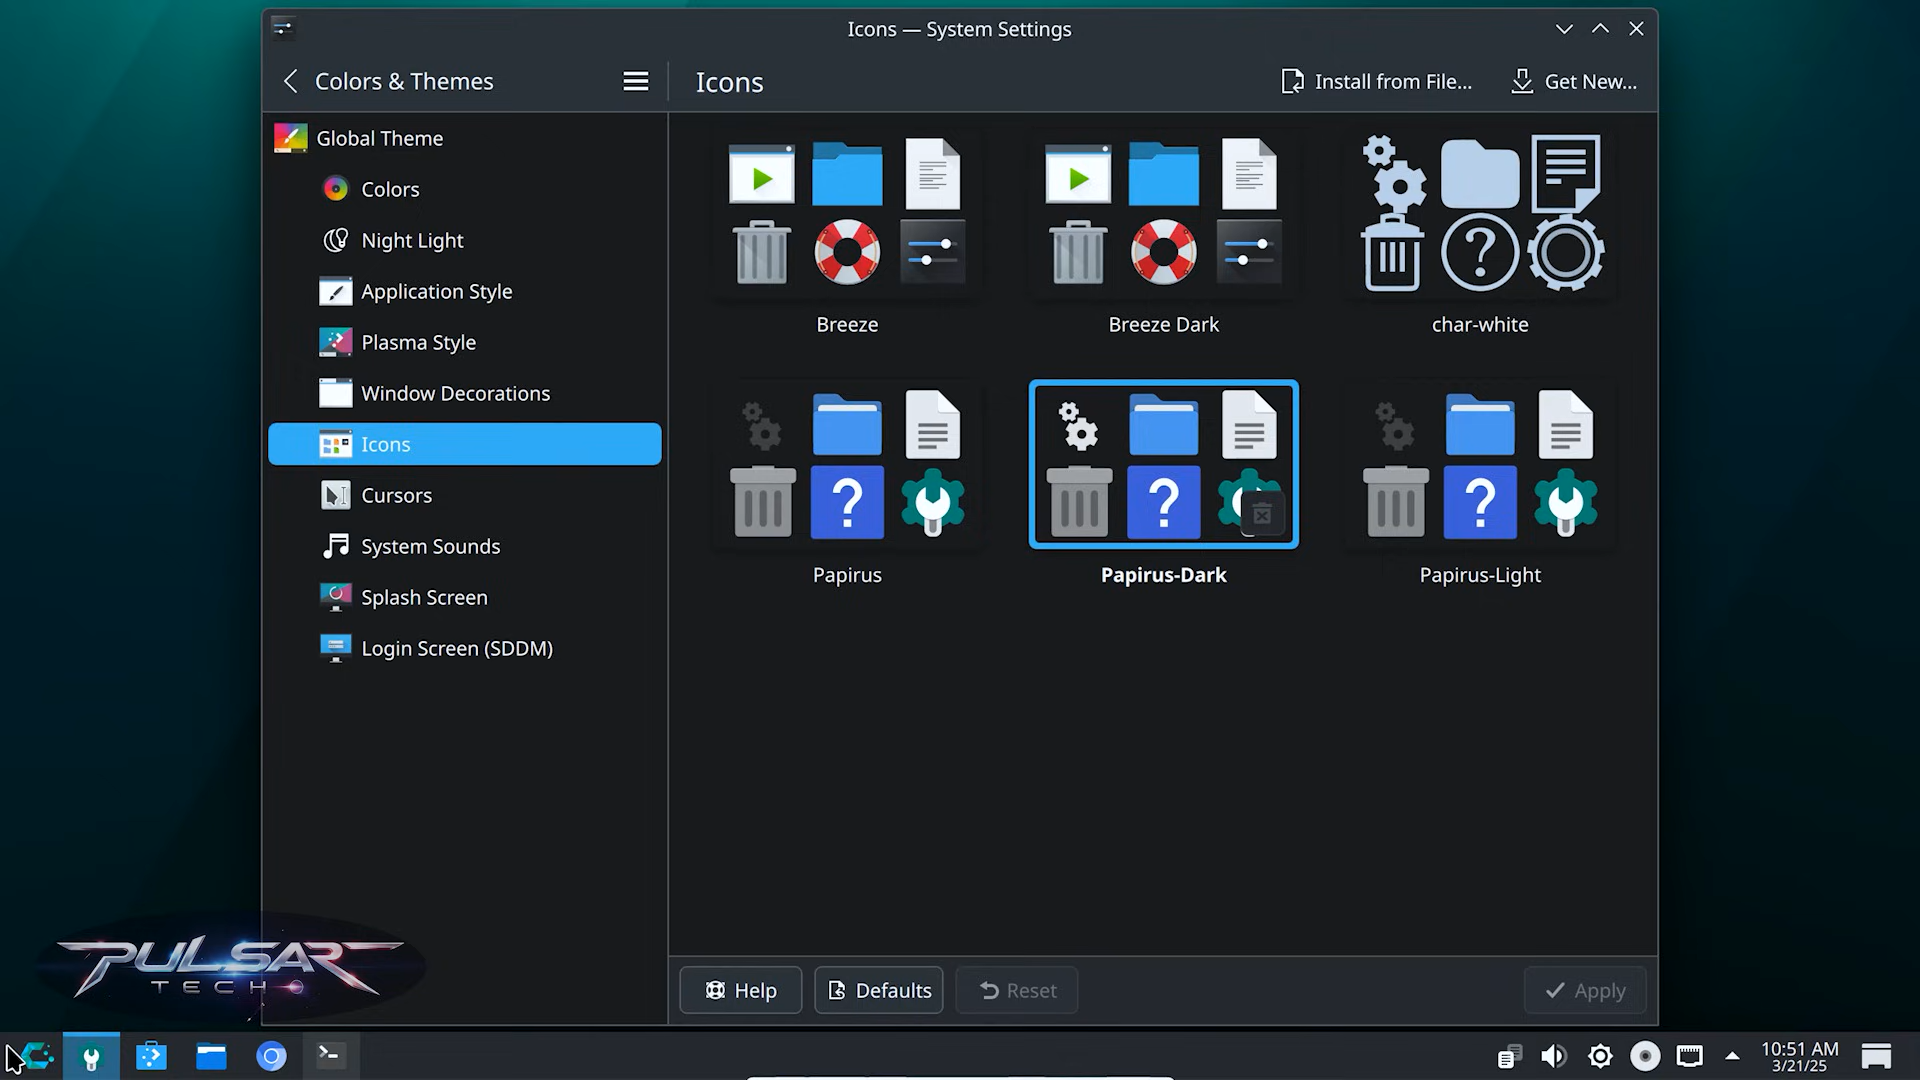 Icons — System Settings
Colors & Themes
Icons
Install from File...
Get New...
Global Theme
Colors
Night Light
Application Style
Plasma Style
Window Decorations
Icons
Cursors
System Sounds
Splash Screen
Login Screen (SDDM)
Breeze
Breeze Dark
char-white
Papirus
Papirus-Dark
Papirus-Light
Help
Defaults
Reset
Apply
PULSAR
TECH
10:51 AM
3/21/25